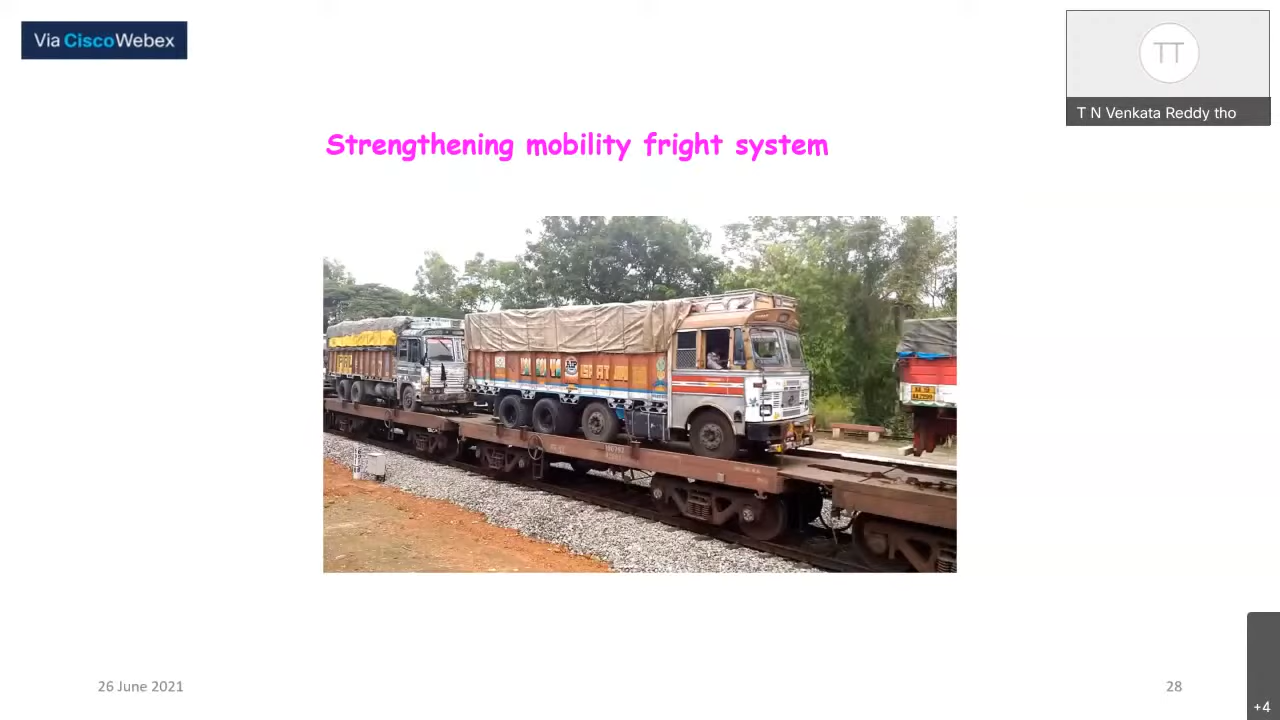 Via CiscoWebex
TT
T N Venkata Reddy tho
Strengthening mobility fright system
26 June 2021
28
+4